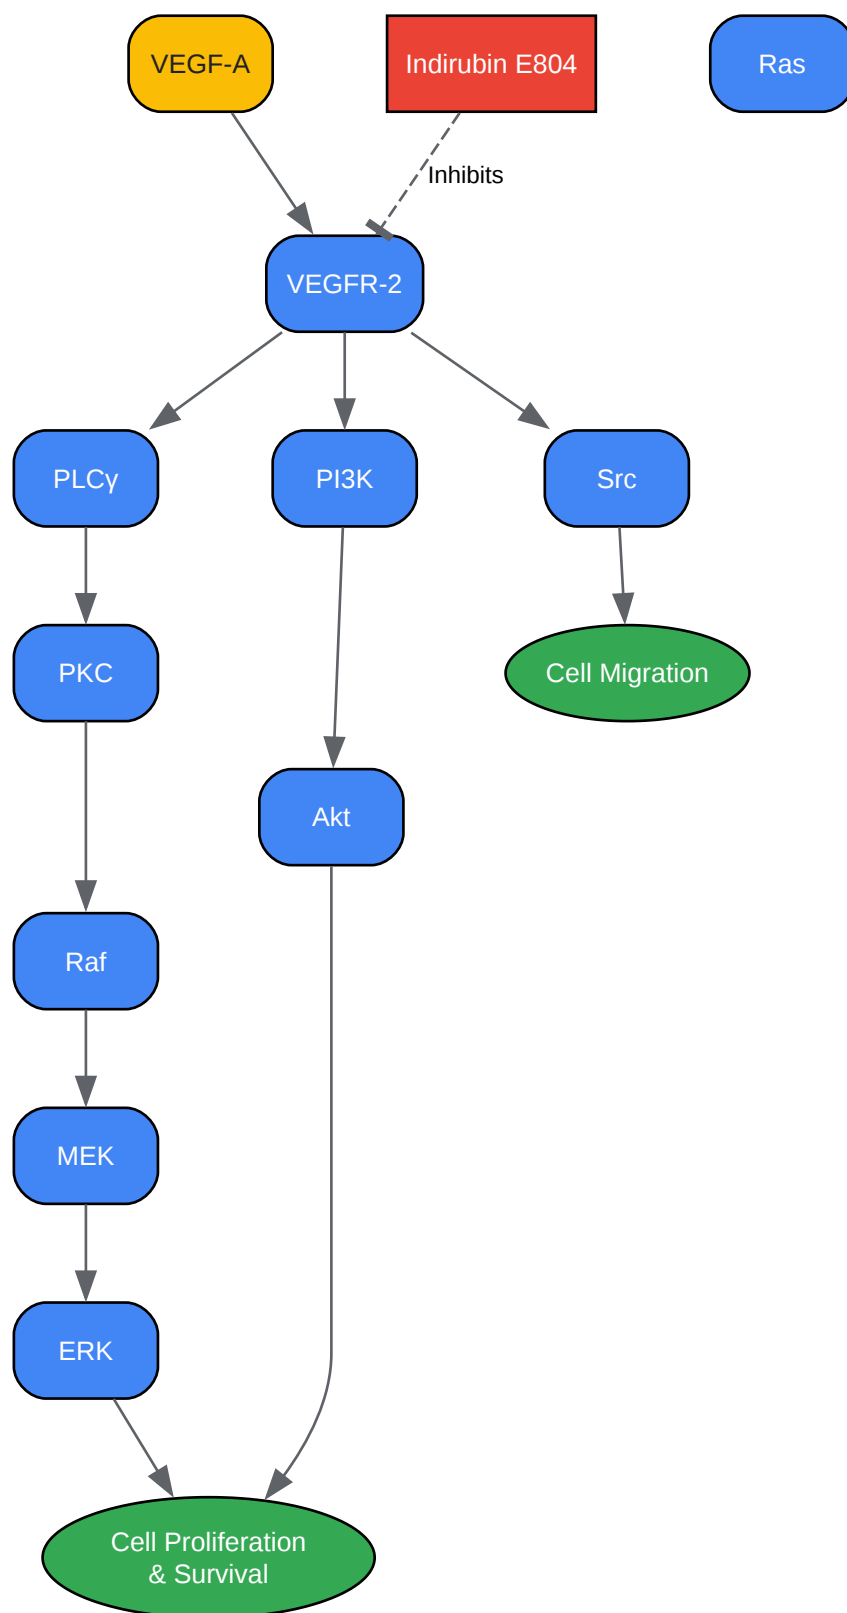 VEGF-A
Indirubin E804
Ras
Inhibits
VEGFR-2
PLCγ
PI3K
Src
PKC
Cell Migration
Akt
Raf
MEK
ERK
Cell Proliferation
& Survival